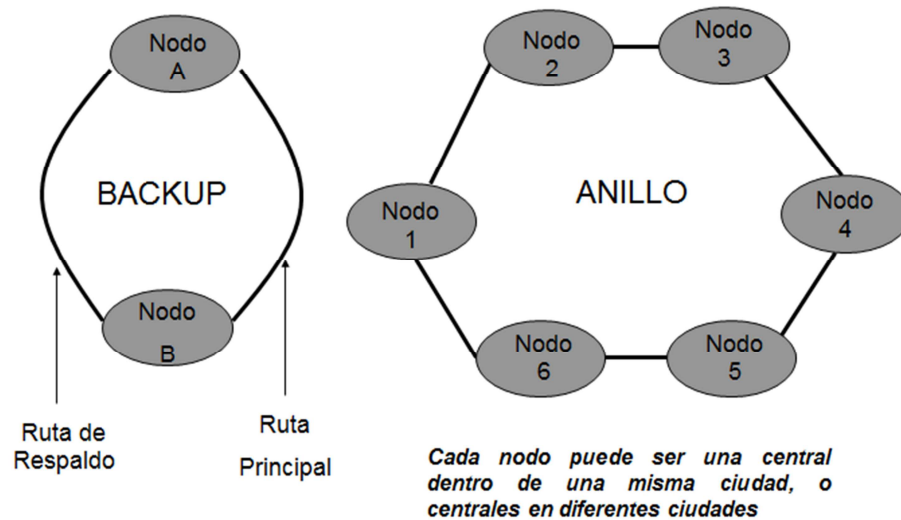 Nodo
A
BACKUP
Nodo
B
Ruta de
Respaldo
Ruta
Principal
Nodo
2
Nodo
3
Nodo
1
ANILLO
Nodo
4
Nodo
6
Nodo
5
Cada nodo puede ser una central
dentro de una misma ciudad, o
centrales en diferentes ciudades